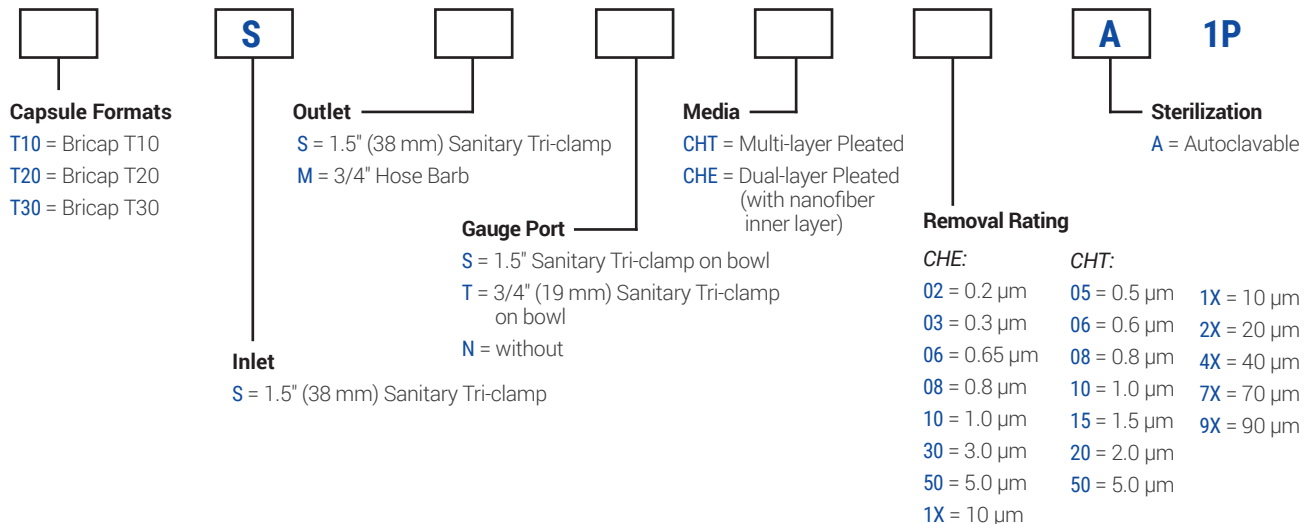 S
A 1P
Capsule Formats
T10 = Bricap T10
T20 = Bricap T20
T30 = Bricap T30
Inlet
S = 1.5" (38 mm) Sanitary Tri-clamp
Outlet
S = 1.5" (38 mm) Sanitary Tri-clamp
M = 3/4" Hose Barb
Gauge Port
S = 1.5" Sanitary Tri-clamp on bowl
T = 3/4" (19 mm) Sanitary Tri-clamp
on bowl
N = without
Media
CHT = Multi-layer Pleated
CHE = Dual-layer Pleated
(with nanofiber
inner layer)
Removal Rating
CHE:
02 = 0.2 µm
03 = 0.3 µm
06 = 0.65 µm
08 = 0.8 µm
10 = 1.0 µm
30 = 3.0 µm
50 = 5.0 µm
1X = 10 µm
CHT:
05 = 0.5 µm
06 = 0.6 µm
08 = 0.8 µm
10 = 1.0 µm
15 = 1.5 µm
20 = 2.0 µm
50 = 5.0 µm
1X = 10 µm
2X = 20 µm
4X = 40 µm
7X = 70 µm
9X = 90 µm
Sterilization
A = Autoclavable